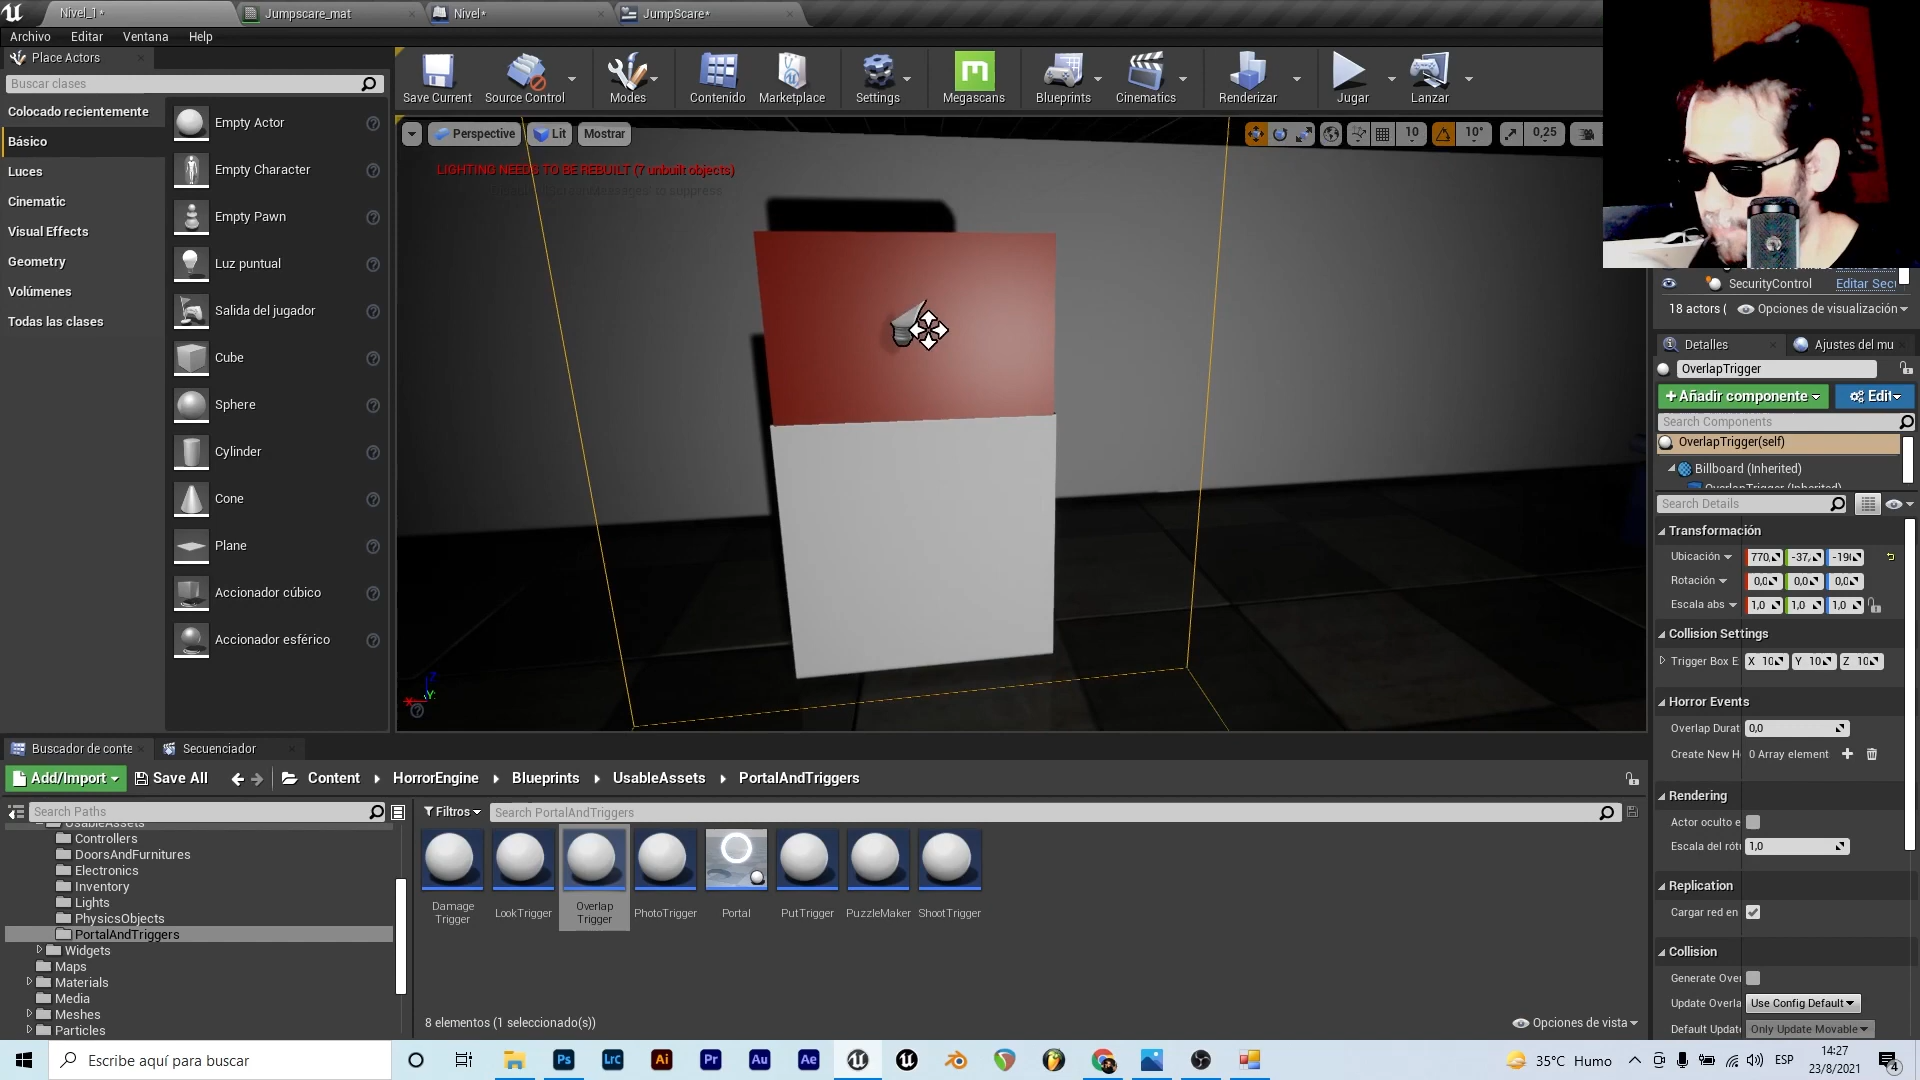 Nivel_1*
Jumpscare_mat
Nivel*
JumpScare*
Archivo Editar Ventana Help
Place Actors
Buscar clases
Colocado recientemente
Básico
Luces
Cinematic
Visual Effects
Geometry
Volúmenes
Todas las clases
Empty Actor
Empty Character
Empty Pawn
Luz puntual
Salida del jugador
Cube
Sphere
Cylinder
Cone
Plane
Accionador cúbico
Accionador esférico
Save Current
Source Control
Modes
Contenido
Marketplace
Settings
Megascans
Blueprints
Cinematics
Renderizar
Jugar
Lanzar
Perspective
Lit
Mostrar
10
10°
0,25
LIGHTING NEEDS TO BE REBUILT (7 unbuilt objects)
SecurityControl
Editar Sec
18 actors (
Opciones de visualización
Detalles
Ajustes del mu
OverlapTrigger
+Añadir componente
Edit
Search Components
OverlapTrigger(self)
Billboard (Inherited)
OverlapTrigger (Inherited)
Search Details
Transformación
Ubicación
770,
-37,
-19
Rotación
0,0
0,0
0,0
Escala abs
1,0
1,0
1,0
Collision Settings
Trigger Box E
X 10
Y 10
Z 10
Horror Events
Overlap Durat
0,0
Create New H
0 Array element
Rendering
Actor oculto e
Escala del rót
1,0
Replication
Cargar red en
Collision
Generate Over
Update Overla
Use Config Default
Default Update
Only Update Movable
Buscador de conte
Secuenciador
Add/Import
Save All
Content
HorrorEngine
Blueprints
UsableAssets
PortalAndTriggers
Search Paths
Filtros
Search PortalAndTriggers
UsableAssets
Controllers
DoorsAndFurnitures
Electronics
Inventory
Lights
PhysicsObjects
PortalAndTriggers
Widgets
Maps
Materials
Media
Meshes
Particles
Damage
Trigger
LookTrigger
Overlap
Trigger
PhotoTrigger
Portal
PutTrigger
PuzzleMaker
ShootTrigger
8 elementos (1 seleccionado(s))
Opciones de vista
Escribe aquí para buscar
Ps
Lrc
Ai
Pr
Au
Ae
35°C Humo
ESP
14:27
23/8/2021
4